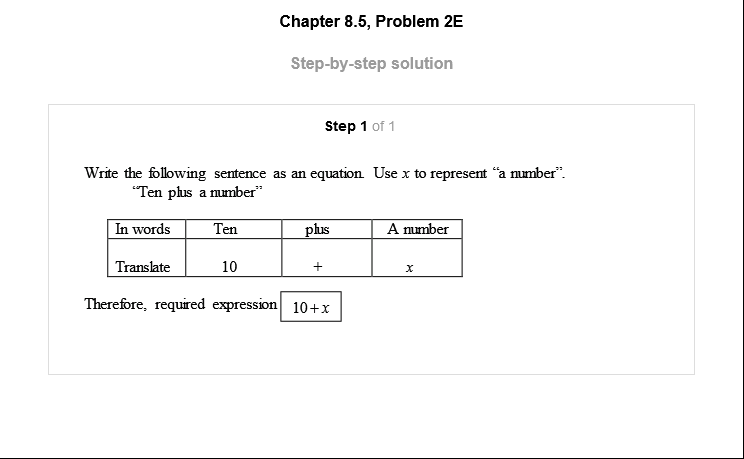 Chapter 8.5, Problem 2E
Step-by-step solution
Step 1 of 1
Write the following sentence as an equation. Use x to represent “a number”.
“Ten plus a number”
In words Ten plus A number
Translate 10 + x
Therefore, required expression 10+x